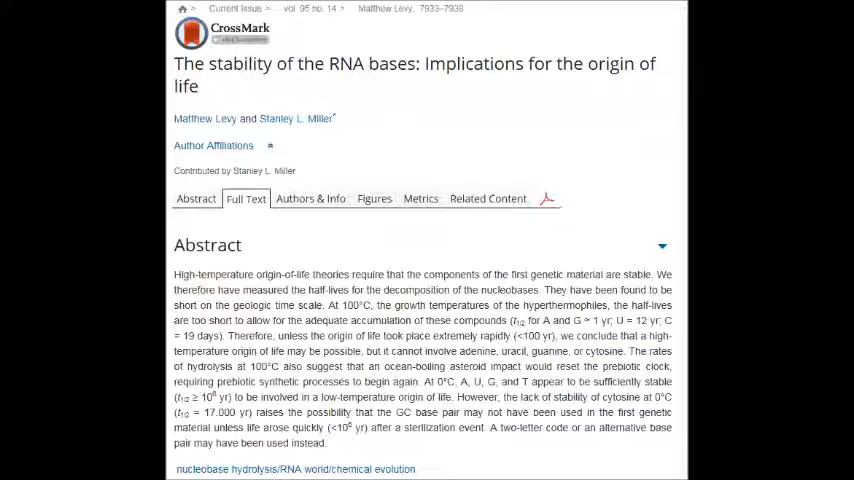 > Current Issue > vol. 95 no. 14 > Matthew Levy, 7933–7938
CrossMark
The stability of the RNA bases: Implications for the origin of
life
Matthew Levy and Stanley L. Miller*
Author Affiliations
Contributed by Stanley L. Miller
Abstract Full Text Authors & Info Figures Metrics Related Content
Abstract
High-temperature origin-of-life theories require that the components of the first genetic material are stable. We
therefore have measured the half-lives for the decomposition of the nucleobases. They have been found to be
short on the geologic time scale. At 100°C, the growth temperatures of the hyperthermophiles, the half-lives
are too short to allow for the adequate accumulation of these compounds (t1/2 for A and G ≈ 1 yr; U = 12 yr; C
= 19 days). Therefore, unless the origin of life took place extremely rapidly (<100 yr), we conclude that a high-
temperature origin of life may be possible, but it cannot involve adenine, uracil, guanine, or cytosine. The rates
of hydrolysis at 100°C also suggest that an ocean-boiling asteroid impact would reset the prebiotic clock,
requiring prebiotic synthetic processes to begin again. At 0°C, A, U, G, and T appear to be sufficiently stable
(t1/2 ≥ 10⁶ yr) to be involved in a low-temperature origin of life. However, the lack of stability of cytosine at 0°C
(t1/2 = 17.000 yr) raises the possibility that the GC base pair may not have been used in the first genetic
material unless life arose quickly (<10⁶ yr) after a sterilization event. A two-letter code or an alternative base
pair may have been used instead.
nucleobase hydrolysis/RNA world/chemical evolution